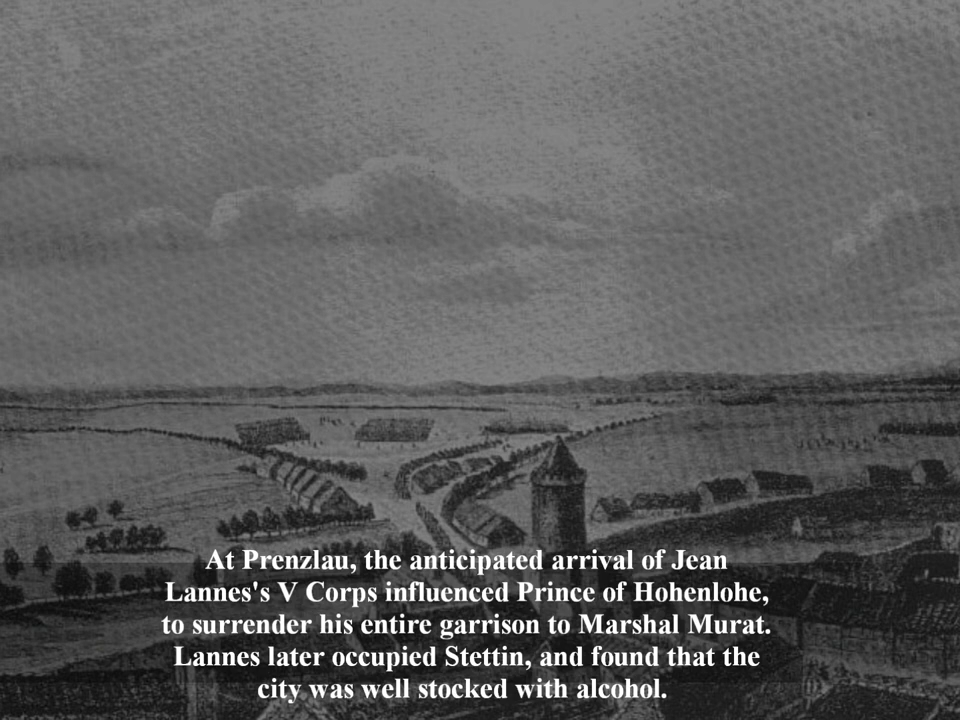 At Prenzlau, the anticipated arrival of Jean
Lannes's V Corps influenced Prince of Hohenlohe,
to surrender his entire garrison to Marshal Murat.
Lannes later occupied Stettin, and found that the
city was well stocked with alcohol.